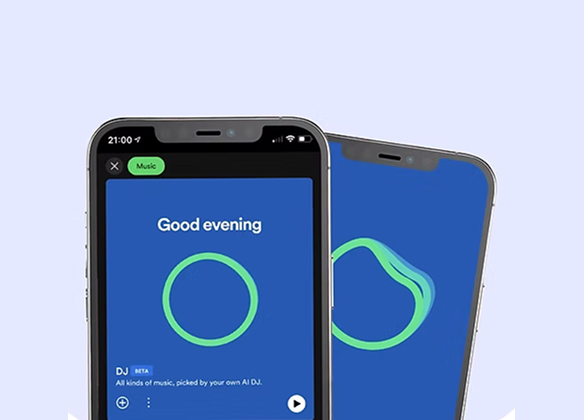 21:00
Music
Good evening
DJ BETA
All kinds of music, picked by your own AI DJ.